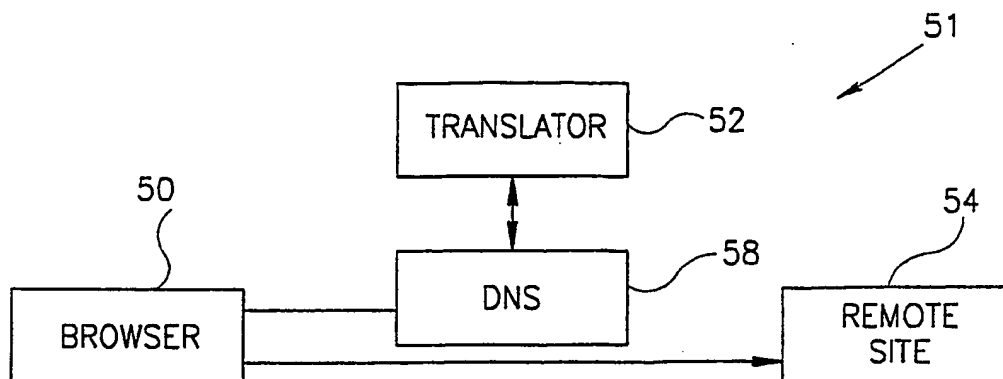 51
TRANSLATOR
52
50
54
58
DNS
BROWSER
REMOTE
SITE